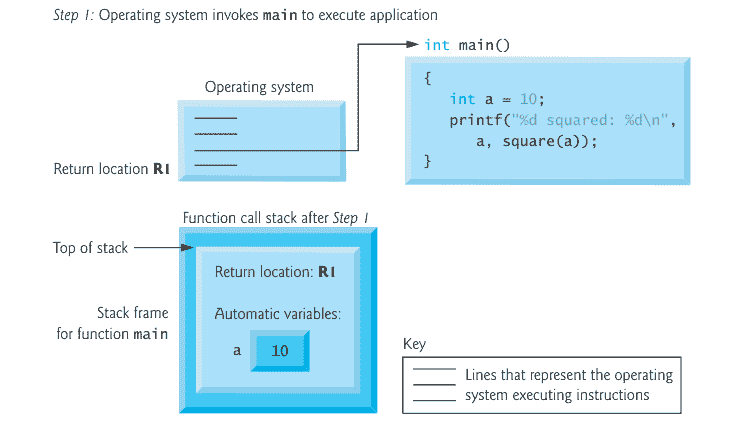 Step 1: Operating system invokes main to execute application
int main()
{
int a = 10;
printf("%d squared: %d\n",
a, square(a));
}
Operating system
Return location R1
Function call stack after Step 1
Top of stack
Return location: R1
Stack frame
for function main
Automatic variables:
a 10
Key
Lines that represent the operating
system executing instructions